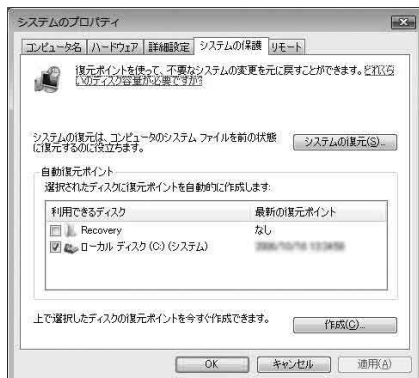 システムのプロパティ
コンピュータ名
ハードウェア
詳細設定
システムの保護
リモート
復元ポイントを使って、不要なシステムの変更を元に戻すことができます。どれくら
いのディスク容量が必要ですか?
システムの復元は、コンピュータのシステム ファイルを前の状態
に復元するのに役立ちます。
システムの復元(S)...
自動復元ポイント
選択されたディスクに復元ポイントを自動的に作成します:
利用できるディスク 最新の復元ポイント
Recovery なし
ローカル ディスク (C:) (システム)
上で選択したディスクの復元ポイントを今すぐ作成できます。
作成(C)...
OK
キャンセル
適用(A)